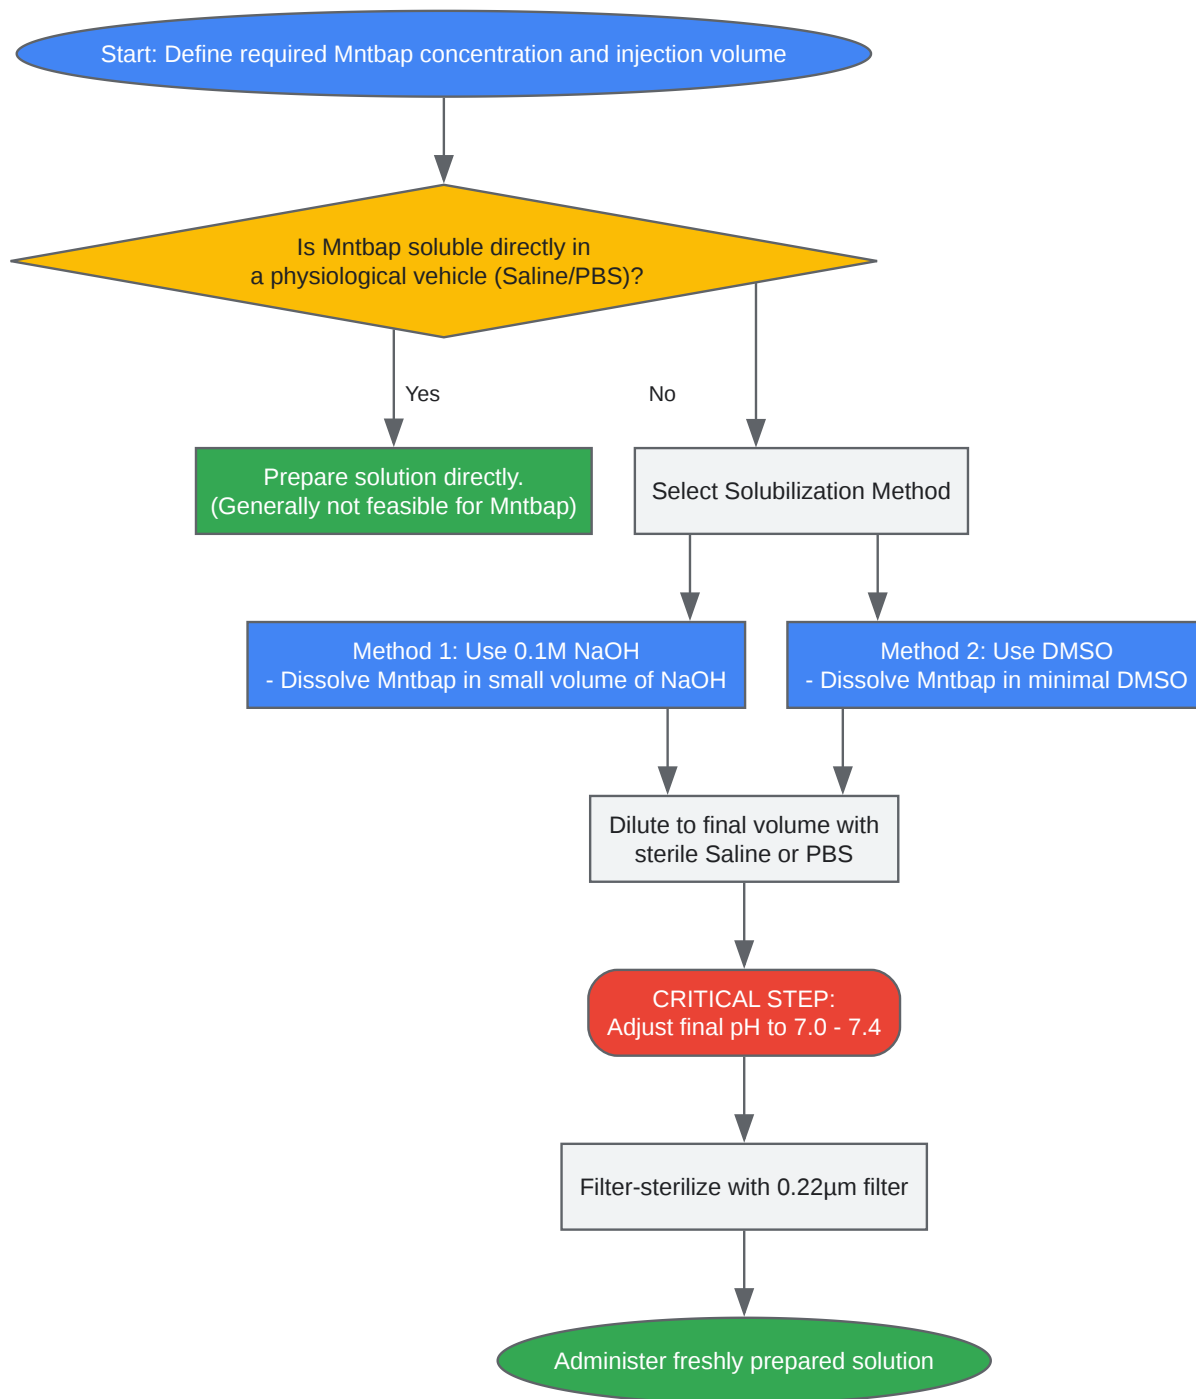 Start: Define required Mntbap concentration and injection volume
Is Mntbap soluble directly in
a physiological vehicle (Saline/PBS)?
Yes
No
Prepare solution directly.
(Generally not feasible for Mntbap)
Select Solubilization Method
Method 1: Use 0.1M NaOH
- Dissolve Mntbap in small volume of NaOH
Method 2: Use DMSO
- Dissolve Mntbap in minimal DMSO
Dilute to final volume with
sterile Saline or PBS
CRITICAL STEP:
Adjust final pH to 7.0 - 7.4
Filter-sterilize with 0.22µm filter
Administer freshly prepared solution